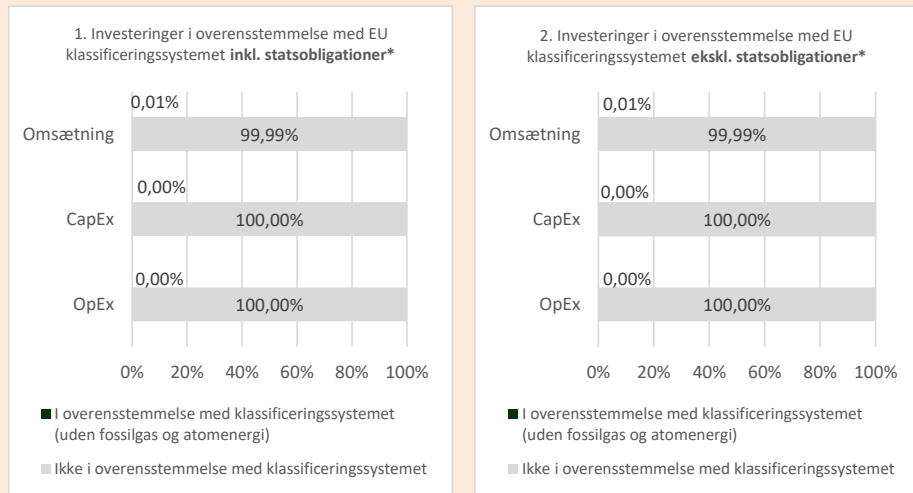 1. Investeringer i overensstemmelse med EU
klassificeringssystemet inkl. statsobligationer*
0,01%
Omsætning
99,99%
0,00%
CapEx
100,00%
0,00%
OpEx
100,00%
0% 20% 40% 60% 80% 100%
I overensstemmelse med klassificeringssystemet
(uden fossilgas og atomenergi)
Ikke i overensstemmelse med klassificeringssystemet
2. Investeringer i overensstemmelse med EU
klassificeringssystemet ekskl. statsobligationer*
0,01%
Omsætning
99,99%
0,00%
CapEx
100,00%
0,00%
OpEx
100,00%
0% 20% 40% 60% 80% 100%
I overensstemmelse med klassificeringssystemet
(uden fossilgas og atomenergi)
Ikke i overensstemmelse med klassificeringssystemet